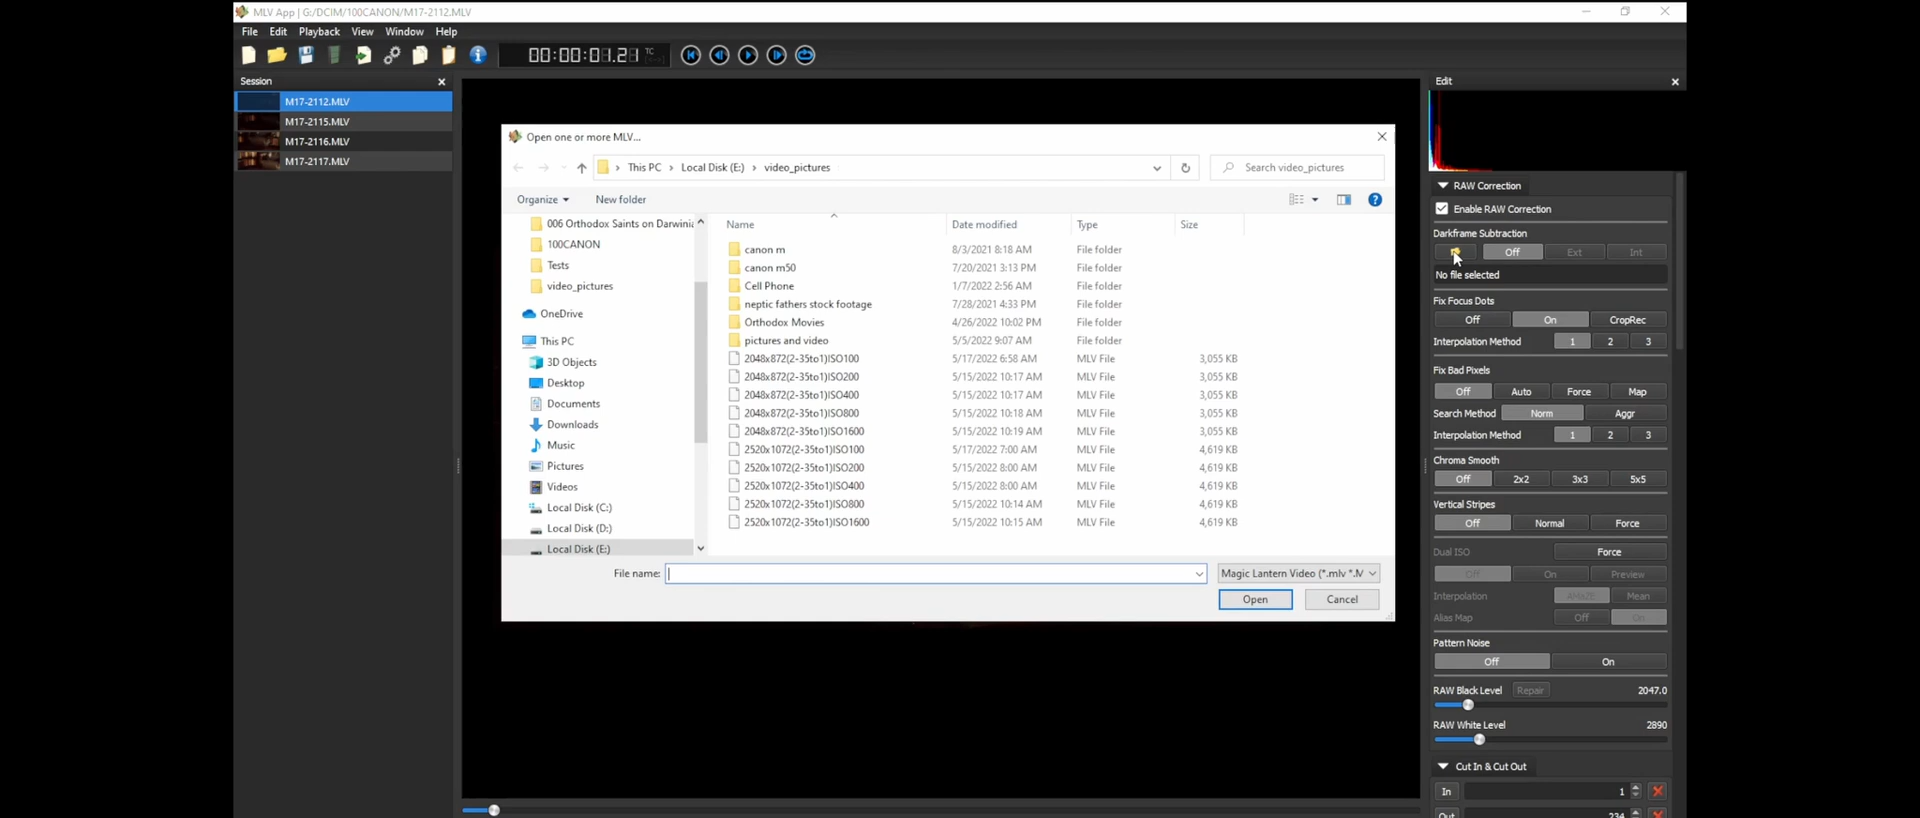 MLV App | G:/DCIM/100CANON/M17-2112.MLV
File Edit Playback View Window Help
00:00:01.21 TC
Session
M17-2112.MLV
M17-2115.MLV
M17-2116.MLV
M17-2117.MLV
Open one or more MLV...
This PC > Local Disk (E:) > video_pictures
Search video_pictures
Organize New folder
006 Orthodox Saints on Darwini
100CANON
Tests
video_pictures
OneDrive
This PC
3D Objects
Desktop
Documents
Downloads
Music
Pictures
Videos
Local Disk (C:)
Local Disk (D:)
Local Disk (E:)
Name Date modified Type Size
canon m 8/3/2021 8:18 AM File folder
canon m50 7/20/2021 3:13 PM File folder
Cell Phone 1/7/2022 2:56 AM File folder
neptic fathers stock footage 7/28/2021 4:33 PM File folder
Orthodox Movies 4/26/2022 10:02 PM File folder
pictures and video 5/5/2022 9:07 AM File folder
2048x872(2-35to1)ISO100 5/17/2022 6:58 AM MLV File 3,055 KB
2048x872(2-35to1)ISO200 5/15/2022 10:17 AM MLV File 3,055 KB
2048x872(2-35to1)ISO400 5/15/2022 10:17 AM MLV File 3,055 KB
2048x872(2-35to1)ISO800 5/15/2022 10:18 AM MLV File 3,055 KB
2048x872(2-35to1)ISO1600 5/15/2022 10:19 AM MLV File 3,055 KB
2520x1072(2-35to1)ISO100 5/17/2022 7:00 AM MLV File 4,619 KB
2520x1072(2-35to1)ISO200 5/15/2022 8:00 AM MLV File 4,619 KB
2520x1072(2-35to1)ISO400 5/15/2022 8:00 AM MLV File 4,619 KB
2520x1072(2-35to1)ISO800 5/15/2022 10:14 AM MLV File 4,619 KB
2520x1072(2-35to1)ISO1600 5/15/2022 10:15 AM MLV File 4,619 KB
File name: Magic Lantern Video (*.mlv *.M
Open Cancel
Edit
RAW Correction
Enable RAW Correction
Darkframe Subtraction
Off Ext Int
No file selected
Fix Focus Dots
Off On CropRec
Interpolation Method 1 2 3
Fix Bad Pixels
Off Auto Force Map
Search Method Norm Aggr
Interpolation Method 1 2 3
Chroma Smooth
Off 2x2 3x3 5x5
Vertical Stripes
Off Normal Force
Dual ISO Force
Off On Preview
Interpolation AMaZE Mean
Alias Map Off On
Pattern Noise
Off On
RAW Black Level Repair 2047.0
RAW White Level 2890
Cut In & Cut Out
In 1
Out 234